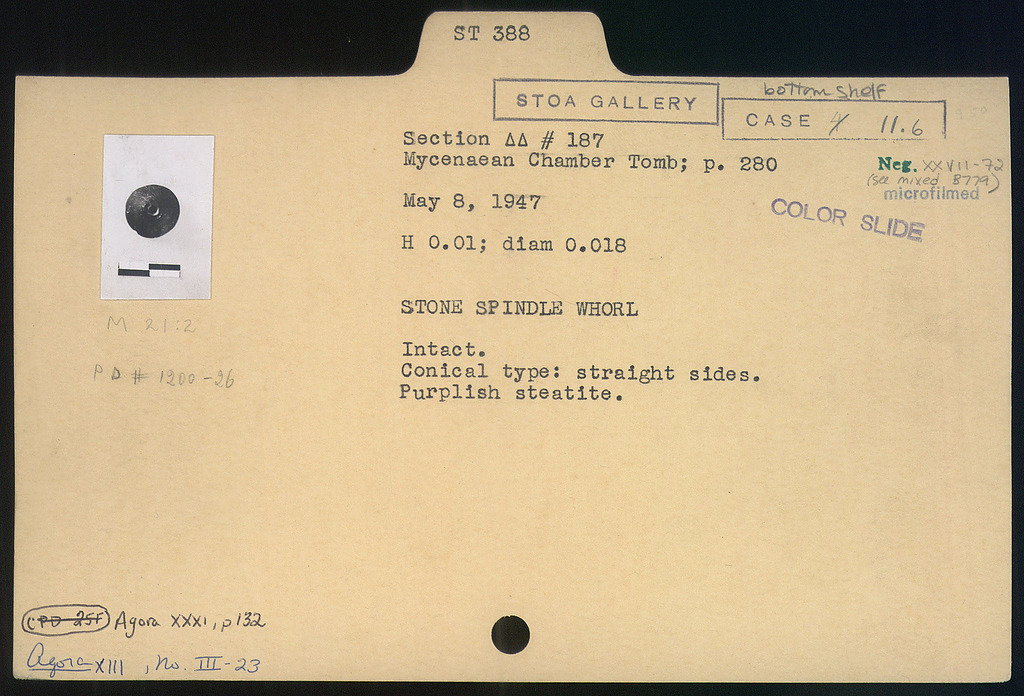 ST 388
bottom shelf
STOA GALLERY
CASE 4 11.6
Section ΔΔ # 187
Mycenaean Chamber Tomb; p. 280
Neg. XXVII-72
(see mixed B779)
microfilmed
May 8, 1947
COLOR SLIDE
H 0.01; diam 0.018
STONE SPINDLE WHORL
M 21:2
Intact.
PD # 1200-26
Conical type: straight sides.
Purplish steatite.
PD 25F Agora XXXI, p132
Agora XIII, No. III-23